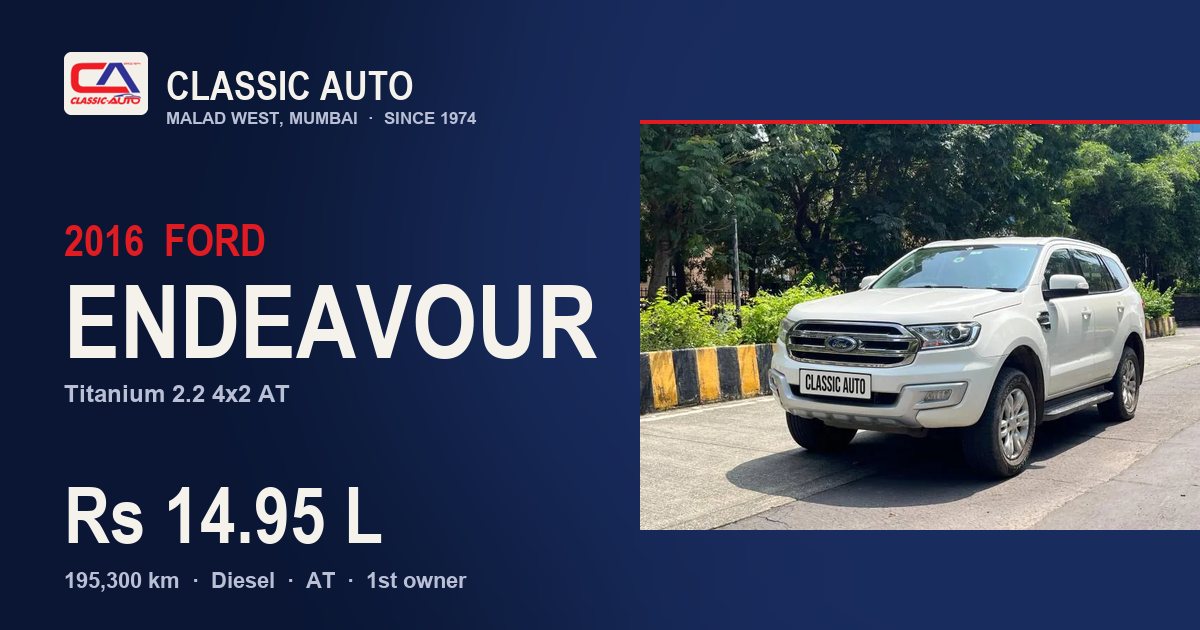 CA
CLASSIC-AUTO
CLASSIC AUTO
MALAD WEST, MUMBAI · SINCE 1974
2016 FORD
ENDEAVOUR
Titanium 2.2 4x2 AT
Rs 14.95 L
195,300 km · Diesel · AT · 1st owner
Ford
CLASSIC AUTO